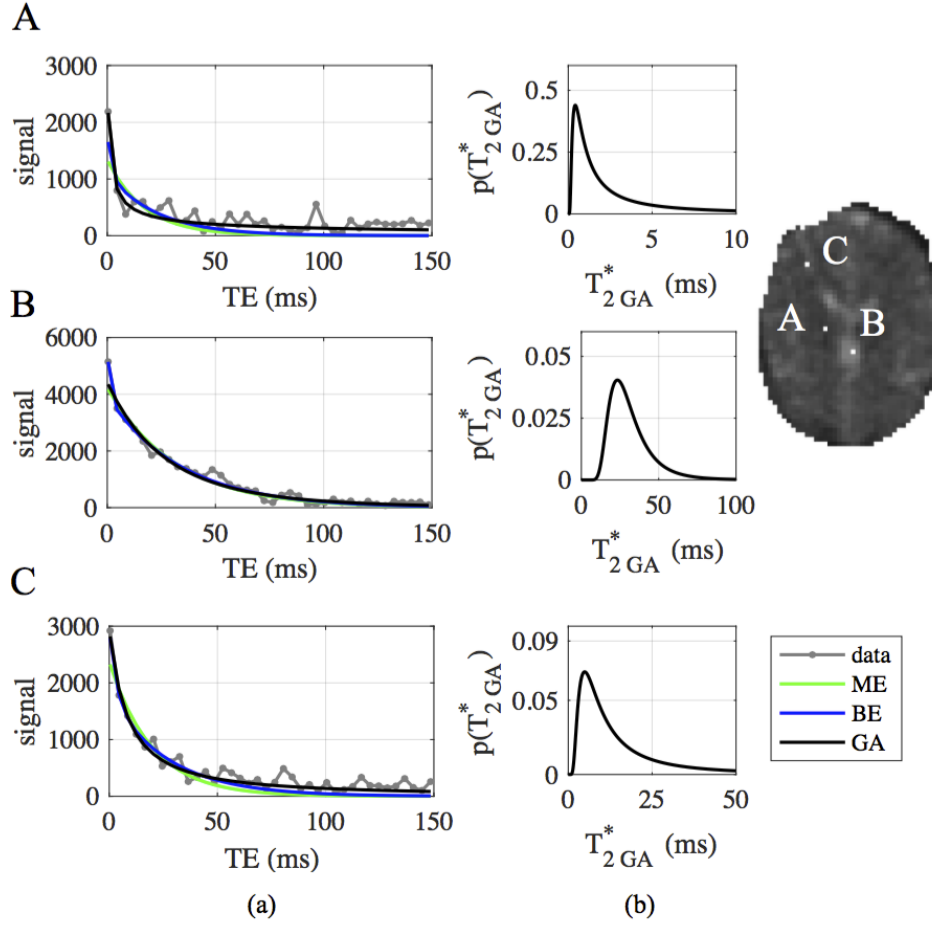 A
3000
2000
1000
0
signal
0 50 100 150
TE (ms)
0.5
0.25
0
p(T*2 GA)
0 5 10
T*2 GA (ms)
B
6000
4000
2000
0
signal
0 50 100 150
TE (ms)
0.05
0.025
0
p(T*2 GA)
0 50 100
T*2 GA (ms)
C
A B
C
3000
2000
1000
0
signal
0 50 100 150
TE (ms)
0.09
0.05
0
p(T*2 GA)
0 25 50
T*2 GA (ms)
data
ME
BE
GA
(a) (b)